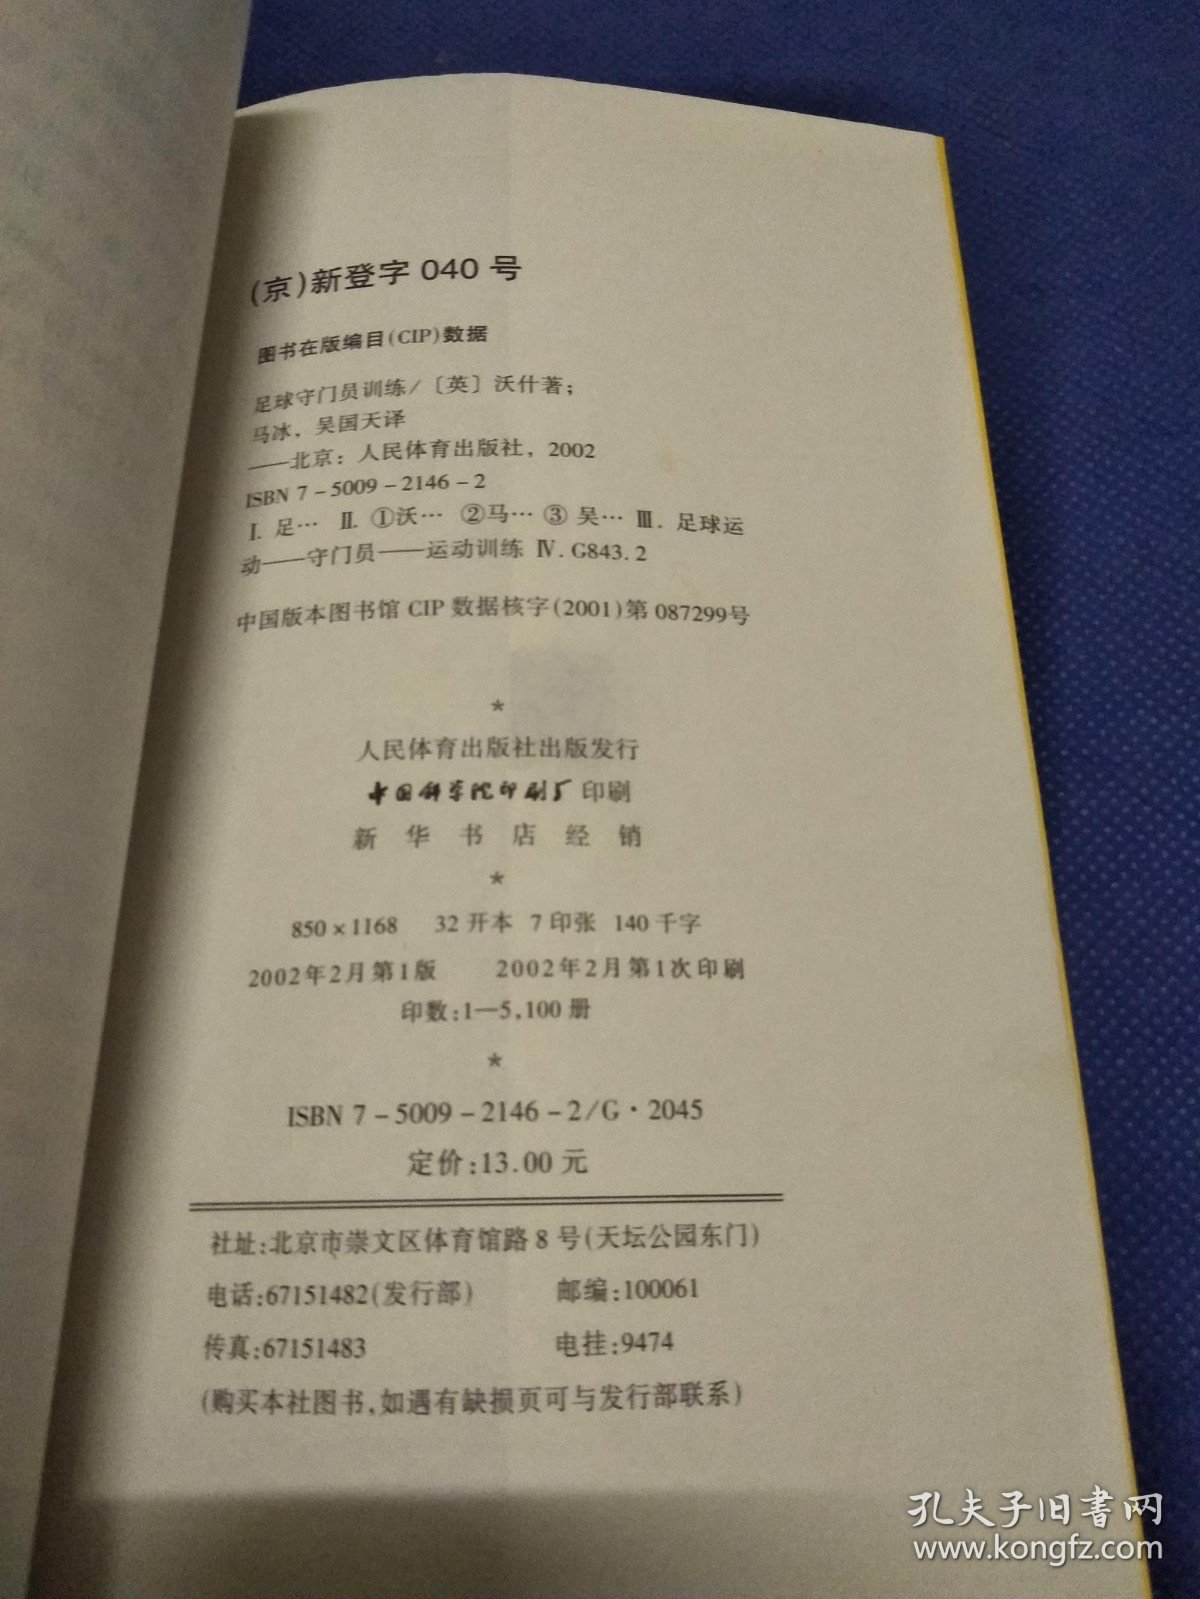 (京)新登字 040 号
图书在版编目(CIP)数据
足球守门员训练/〔英〕沃什著；
马冰，吴国天译
——北京：人民体育出版社，2002
ISBN 7-5009-2146-2
Ⅰ. 足… Ⅱ. ①沃… ②马… ③ 吴… Ⅲ. 足球运
动——守门员——运动训练 Ⅳ. G843.2
中国版本图书馆 CIP 数据核字(2001)第 087299号
*
人民体育出版社出版发行
中国科学院印刷厂 印刷
新 华 书 店 经 销
*
850×1168 32 开本 7 印张 140 千字
2002年2月第1版 2002年2月第1次印刷
印数:1—5,100 册
*
ISBN 7-5009-2146-2/G·2045
定价:13.00 元
社址:北京市崇文区体育馆路 8 号(天坛公园东门)
电话:67151482(发行部) 邮编:100061
传真:67151483 电挂:9474
(购买本社图书,如遇有缺损页可与发行部联系)
孔夫子旧书网
www.kongfz.com